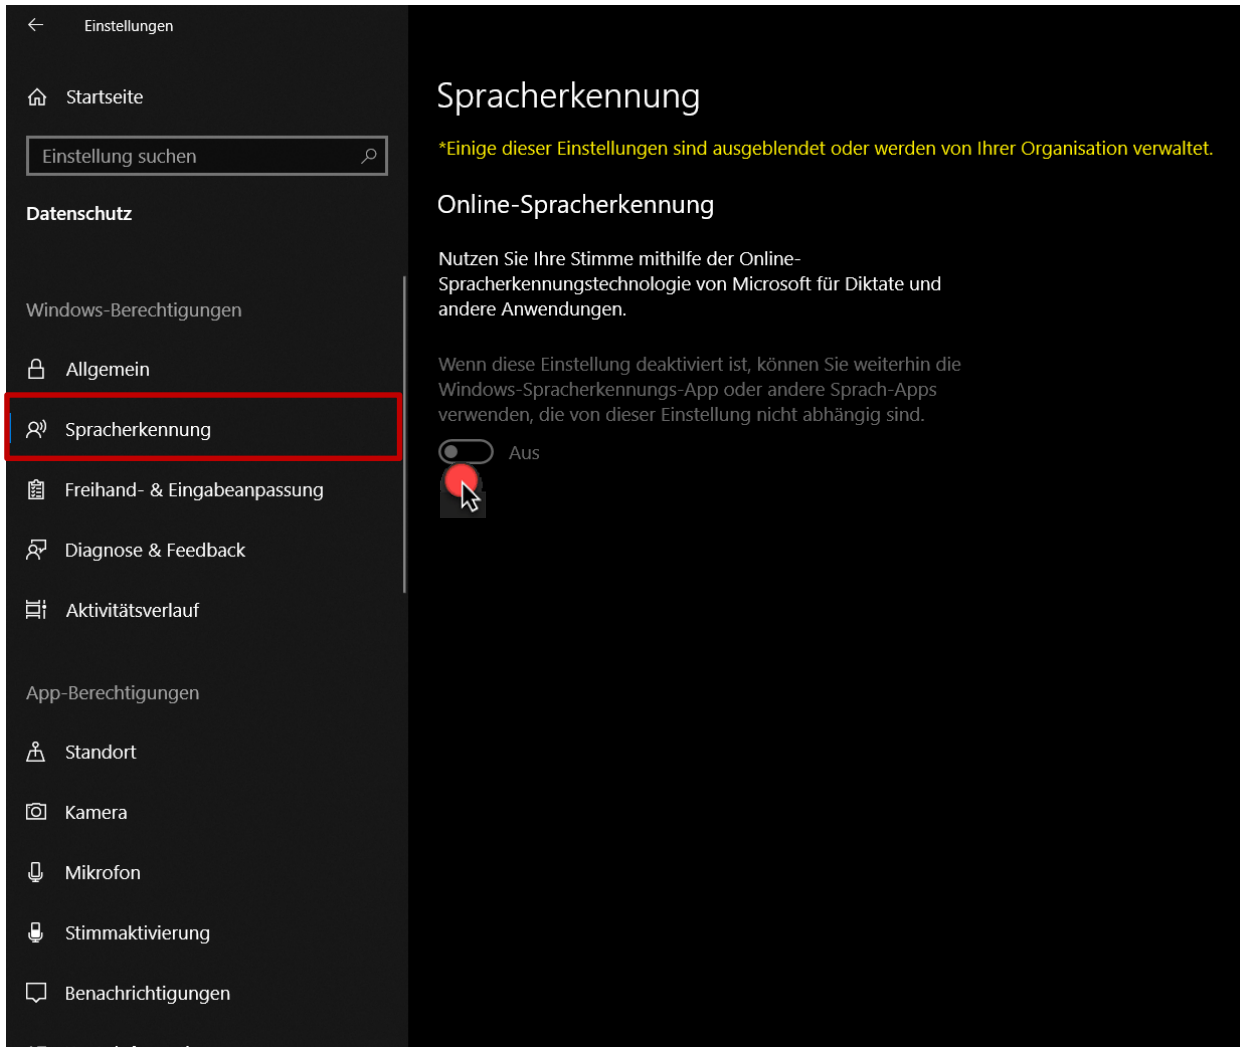 Einstellungen
Startseite
Einstellung suchen
Datenschutz
Windows-Berechtigungen
Allgemein
Spracherkennung
Freihand- & Eingabeanpassung
Diagnose & Feedback
Aktivitätsverlauf
App-Berechtigungen
Standort
Kamera
Mikrofon
Stimmaktivierung
Benachrichtigungen
Spracherkennung
*Einige dieser Einstellungen sind ausgeblendet oder werden von Ihrer Organisation verwaltet.
Online-Spracherkennung
Nutzen Sie Ihre Stimme mithilfe der Online-
Spracherkennungstechnologie von Microsoft für Diktate und
andere Anwendungen.
Wenn diese Einstellung deaktiviert ist, können Sie weiterhin die
Windows-Spracherkennungs-App oder andere Sprach-Apps
verwenden, die von dieser Einstellung nicht abhängig sind.
Aus